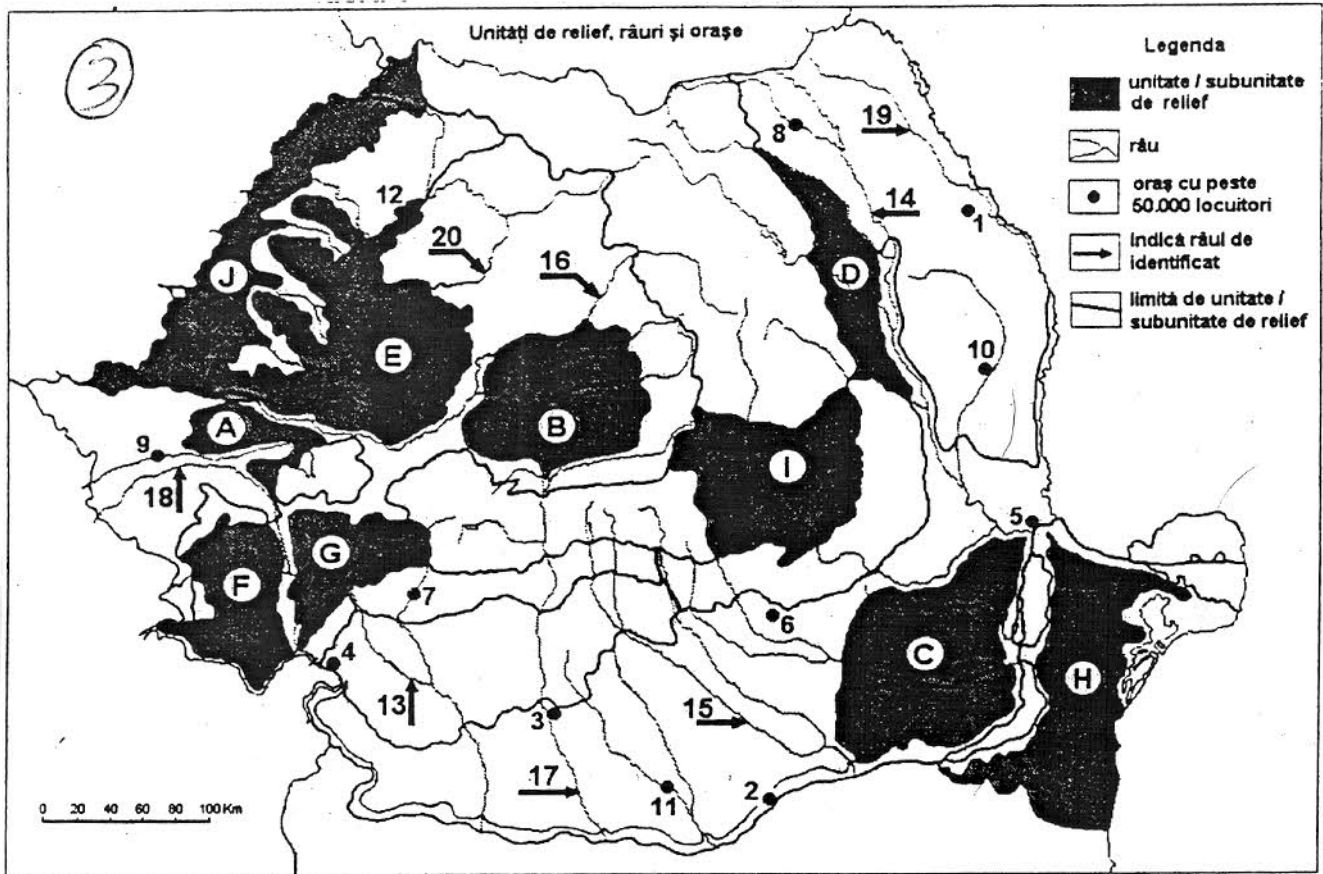 3
Unități de relief, râuri și orașe
Legenda
unitate / subunitate
de relief
râu
oraș cu peste
50.000 locuitori
indică râul de
identificat
limită de unitate /
subunitate de relief
8
19
12
14
1
20
16
J
D
E
10
A
B
9
I
18
5
G
F
7
6
C
4
H
13
3
15
17
11
2
0 20 40 60 80 100 Km